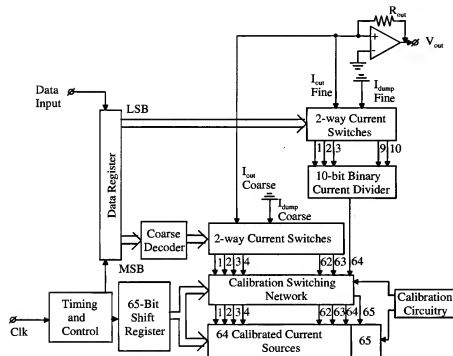 R_out
+
-
V_out
I_out
Fine
I_dump
Fine
Data
Input
LSB
2-way Current
Switches
1 2 3 9 10
10-bit Binary
Current Divider
Data Register
I_out
Coarse
I_dump
Coarse
Coarse
Decoder
2-way Current Switches
MSB
1 2 3 4 62 63 64
Timing
and
Control
65-Bit
Shift
Register
Calibration Switching
Network
Calibration
Circuitry
1 2 3 4 62 63 64 65
Clk
64 Calibrated Current
Sources
65